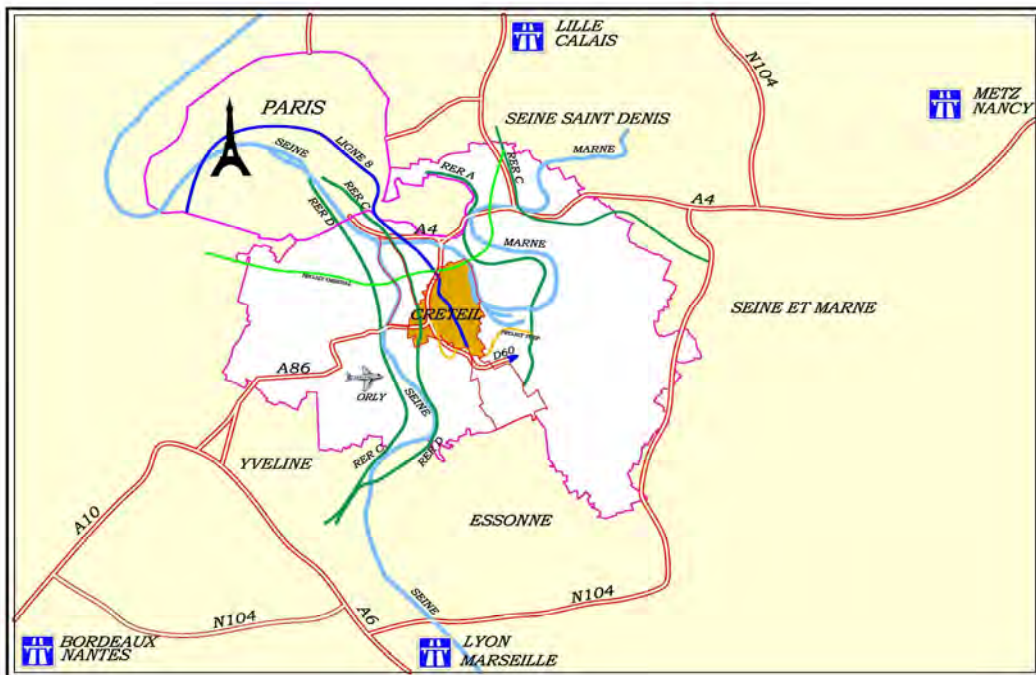 LILLE
CALAIS
N104
METZ
NANCY
PARIS
SEINE SAINT DENIS
LIGNE 8
SEINE
MARNE
RER A
RER C
RER C
RER D
A4
A4
MARNE
SEINE ET MARNE
CRETEIL
D60
A86
ORLY
SEINE
RER C
RER D
YVELINE
ESSONNE
A10
SEINE
N104
N104
A6
BORDEAUX
NANTES
LYON
MARSEILLE